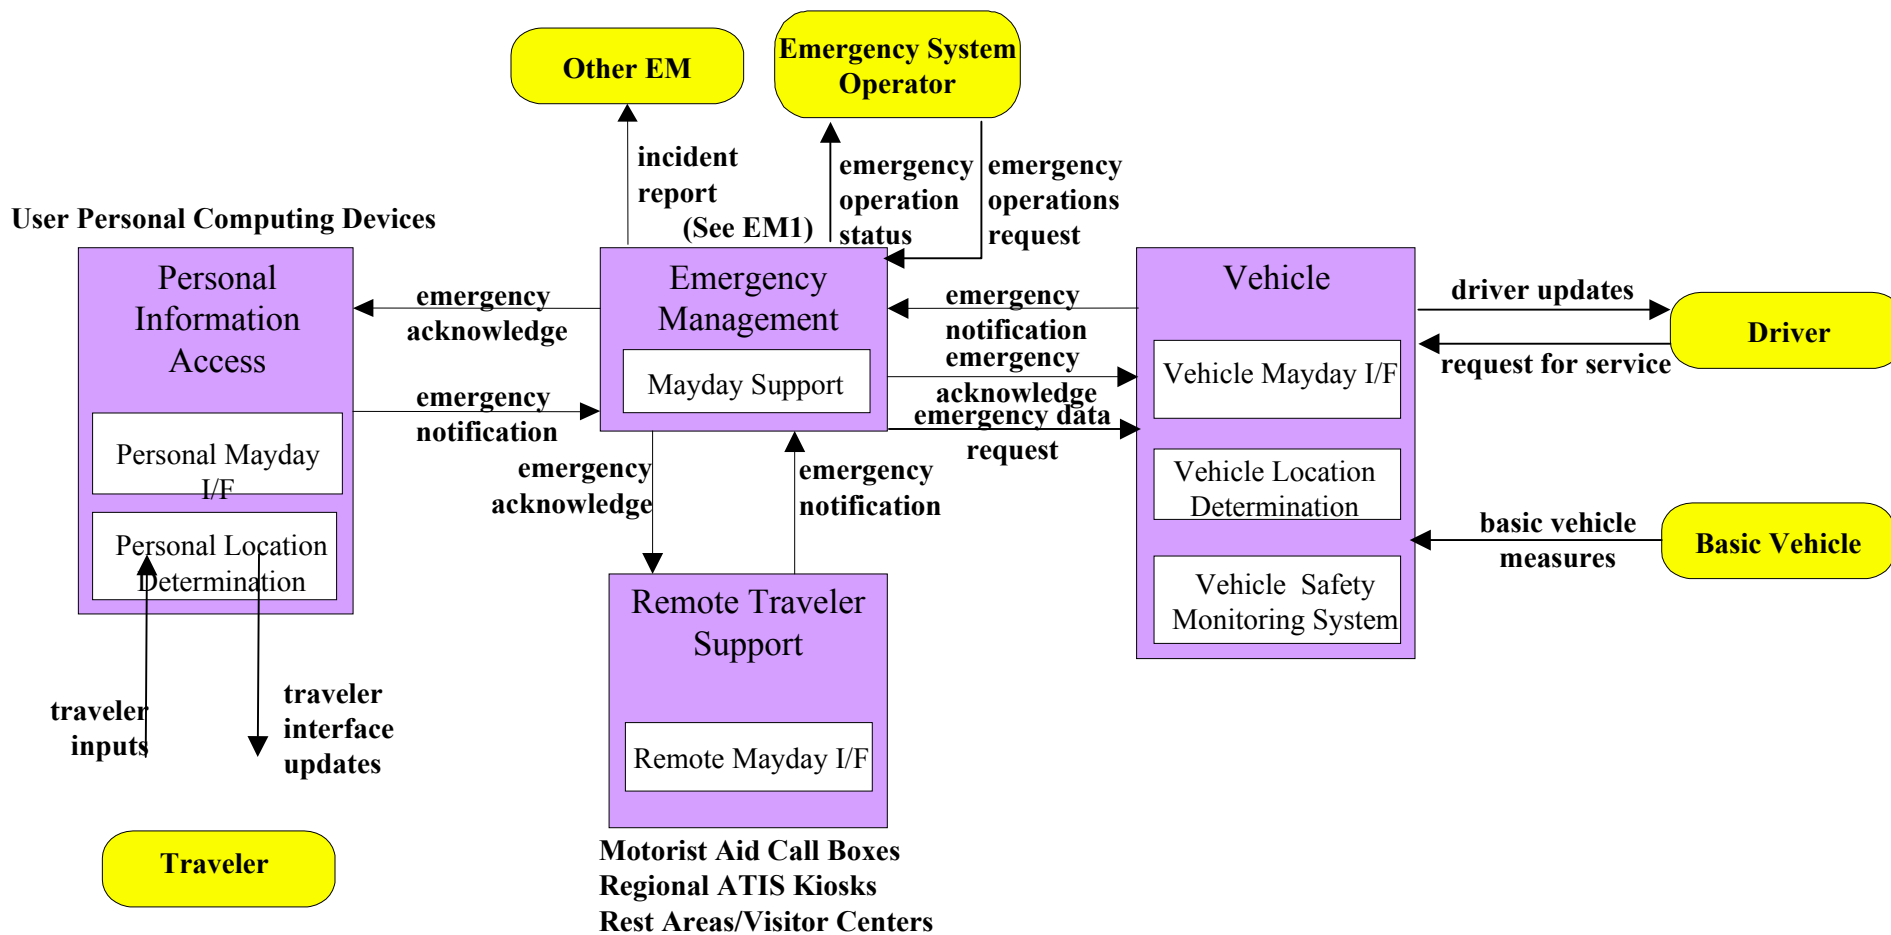 Other EM
Emergency System
Operator
incident
report
(See EM1)
emergency
operation
status
emergency
operations
request
User Personal Computing Devices
Personal
Information
Access
Personal Mayday
I/F
Personal Location
Determination
emergency
acknowledge
emergency
notification
Emergency
Management
Mayday Support
emergency
notification
emergency
acknowledge
emergency data
request
Vehicle
Vehicle Mayday I/F
Vehicle Location
Determination
Vehicle Safety
Monitoring System
driver updates
Driver
request for service
basic vehicle
measures
Basic Vehicle
emergency
acknowledge
emergency
notification
Remote Traveler
Support
Remote Mayday I/F
traveler
inputs
traveler
interface
updates
Traveler
Motorist Aid Call Boxes
Regional ATIS Kiosks
Rest Areas/Visitor Centers